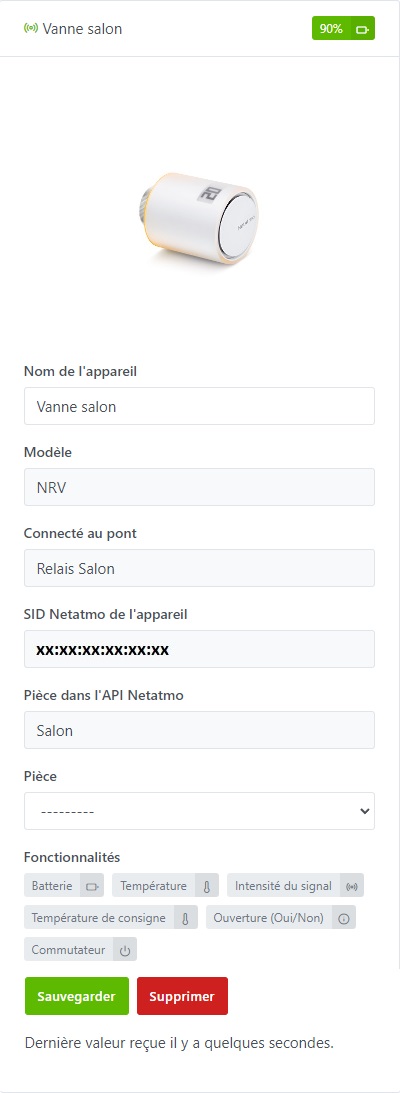 Vanne salon
90%
20
Nom de l'appareil
Vanne salon
Modèle
NRV
Connecté au pont
Relais Salon
SID Netatmo de l'appareil
xx:xx:xx:xx:xx:xx
Pièce dans l'API Netatmo
Salon
Pièce
---------
Fonctionnalités
Batterie Température Intensité du signal
Température de consigne Ouverture (Oui/Non)
Commutateur
Sauvegarder Supprimer
Dernière valeur reçue il y a quelques secondes.